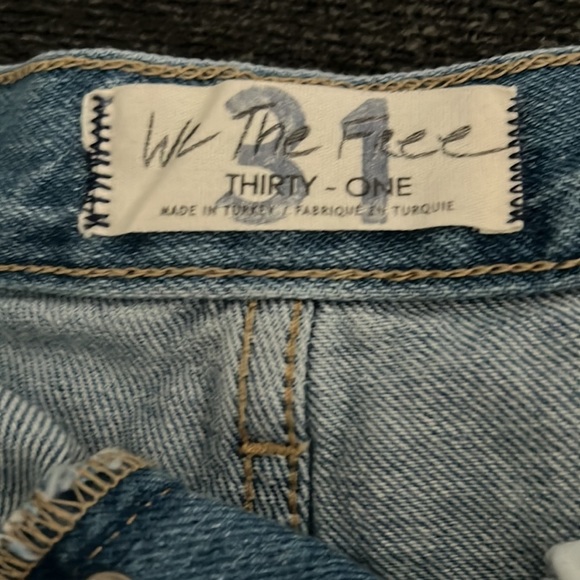 We The Free
31
THIRTY - ONE
MADE IN TURKEY / FABRIQUÉ EN TURQUIE